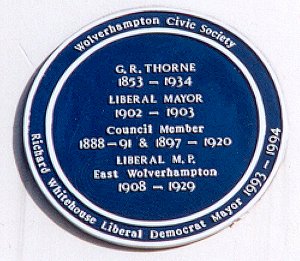 Wolverhampton Civic Society
G.R. THORNE
1853 – 1934
LIBERAL MAYOR
1902 – 1903
Council Member
1888–91 & 1897 – 1920
LIBERAL M.P.
East Wolverhampton
1908 – 1929
Richard Whitehouse Liberal Democrat Mayor 1993 – 1994